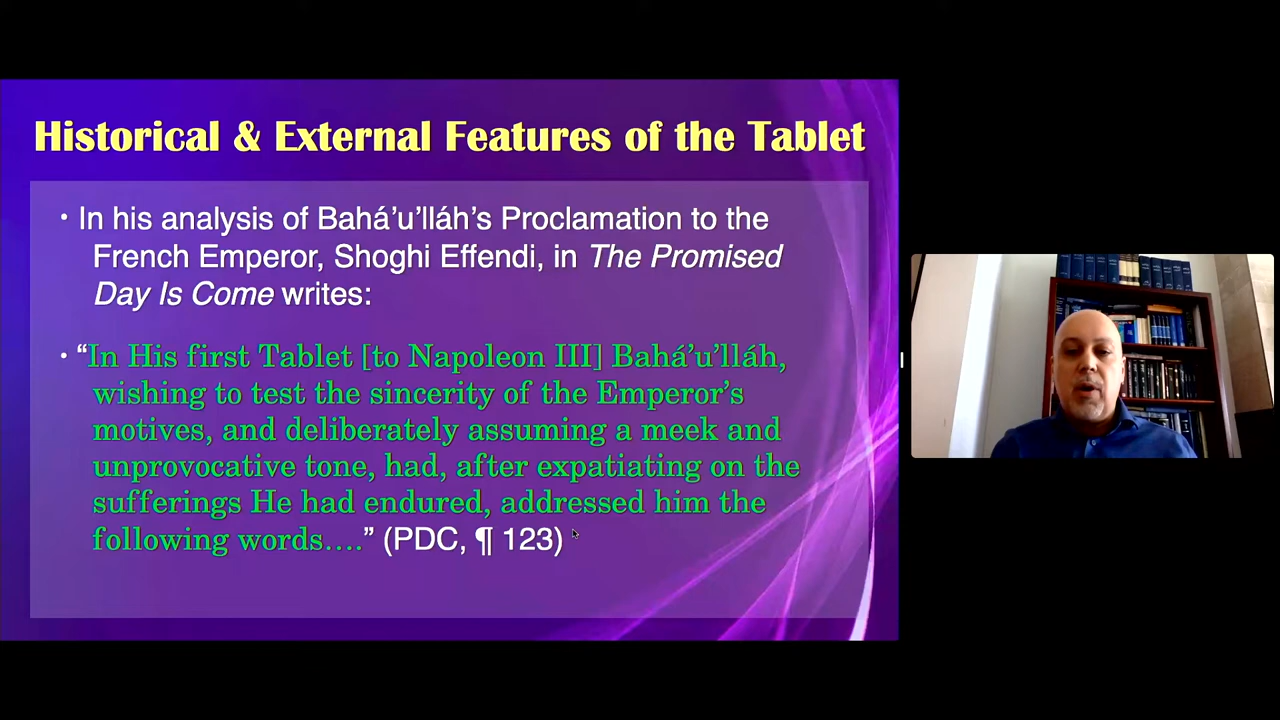 Historical & External Features of the Tablet
• In his analysis of Bahá’u’lláh’s Proclamation to the
French Emperor, Shoghi Effendi, in The Promised
Day Is Come writes:
• “In His first Tablet [to Napoleon III] Bahá’u’lláh,
wishing to test the sincerity of the Emperor’s
motives, and deliberately assuming a meek and
unprovocative tone, had, after expatiating on the
sufferings He had endured, addressed him the
following words….” (PDC, ¶ 123)